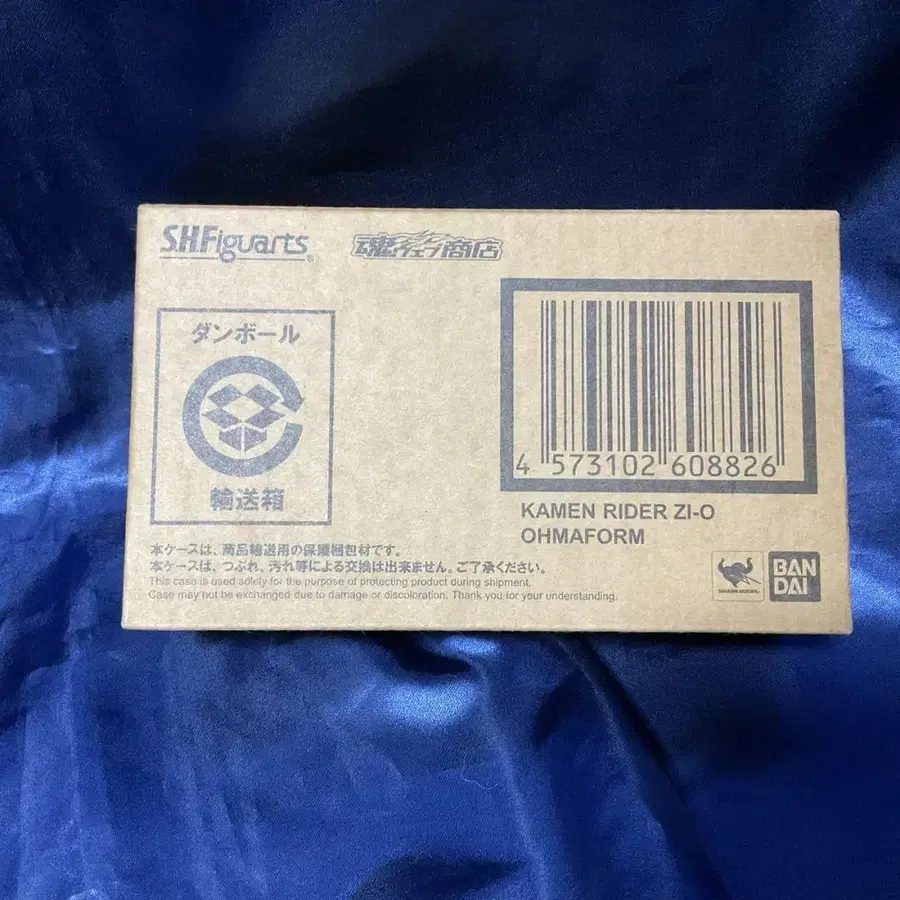 S.H.Figuarts
魂ウェブ商店
ダンボール
輸送箱
4 573102 608826
KAMEN RIDER ZI-O
OHMAFORM
本ケースは、商品輸送用の保護梱包材です。
本ケースは、つぶれ、汚れ等による交換は出来ません。ご了承ください。
This case is used solely for the purpose of protecting product during shipment.
Case may not be exchanged due to damage or discoloration. Thank you for your understanding.
BAN
DAI